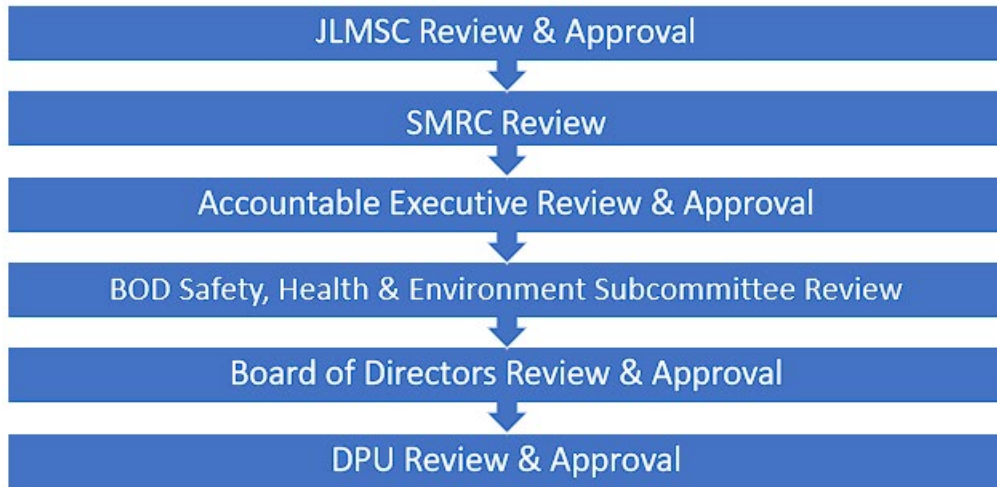 JLMSC Review & Approval
SMRC Review
Accountable Executive Review & Approval
BOD Safety, Health & Environment Subcommittee Review
Board of Directors Review & Approval
DPU Review & Approval